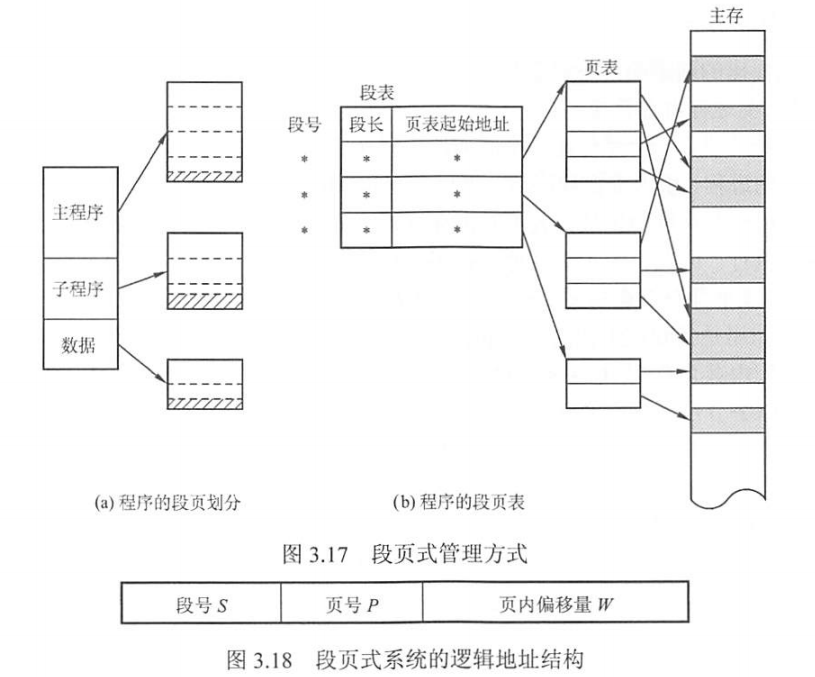 主存
页表
段表
段号 段长 页表起始地址
* * *
* * *
* * *
主程序
子程序
数据
(a) 程序的段页划分
(b) 程序的段页表
图 3.17 段页式管理方式
段号 S 页号 P 页内偏移量 W
图 3.18 段页式系统的逻辑地址结构